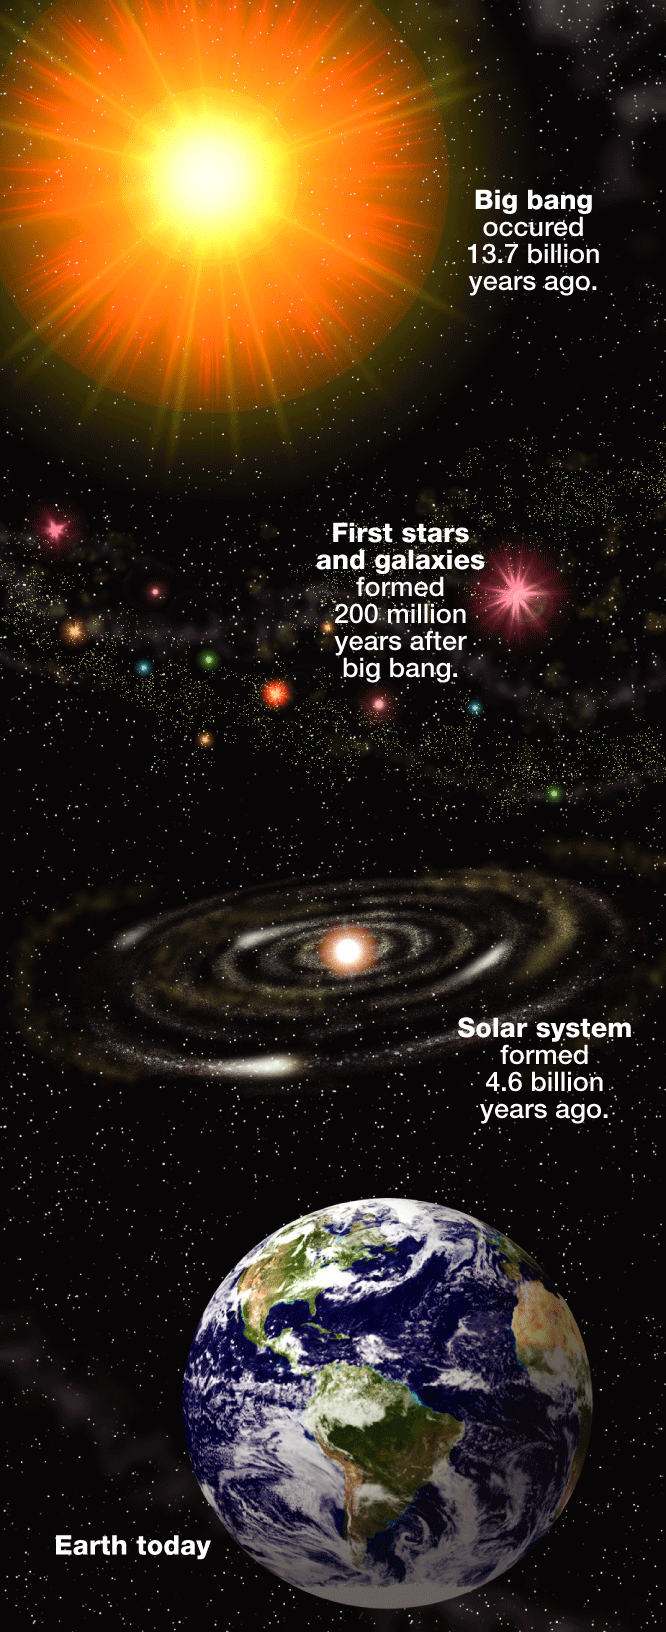 Big bang
occured
13.7 billion
years ago.
First stars
and galaxies
formed
200 million
years after
big bang.
Solar system
formed
4.6 billion
years ago.
Earth today